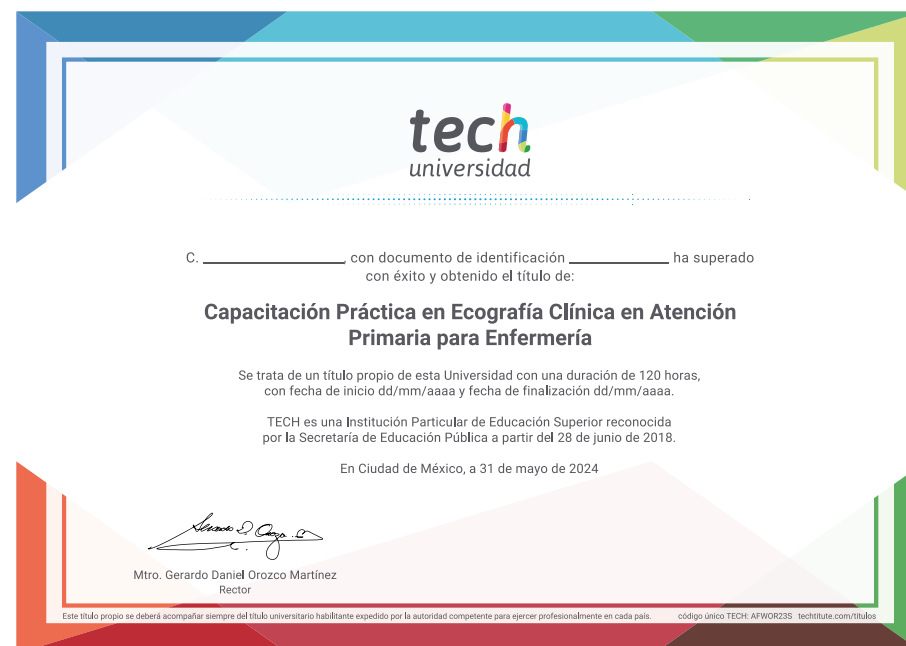 tech
universidad
C. ____________________, con documento de identificación ______________ ha superado
con éxito y obtenido el título de:
Capacitación Práctica en Ecografía Clínica en Atención
Primaria para Enfermería
Se trata de un título propio de esta Universidad con una duración de 120 horas,
con fecha de inicio dd/mm/aaaa y fecha de finalización dd/mm/aaaa.
TECH es una Institución Particular de Educación Superior reconocida
por la Secretaría de Educación Pública a partir del 28 de junio de 2018.
En Ciudad de México, a 31 de mayo de 2024
Mtro. Gerardo Daniel Orozco Martínez
Rector
Este título propio se deberá acompañar siempre del título universitario habilitante expedido por la autoridad competente para ejercer profesionalmente en cada país. código único TECH: AFWOR23S techtitute.com/titulos